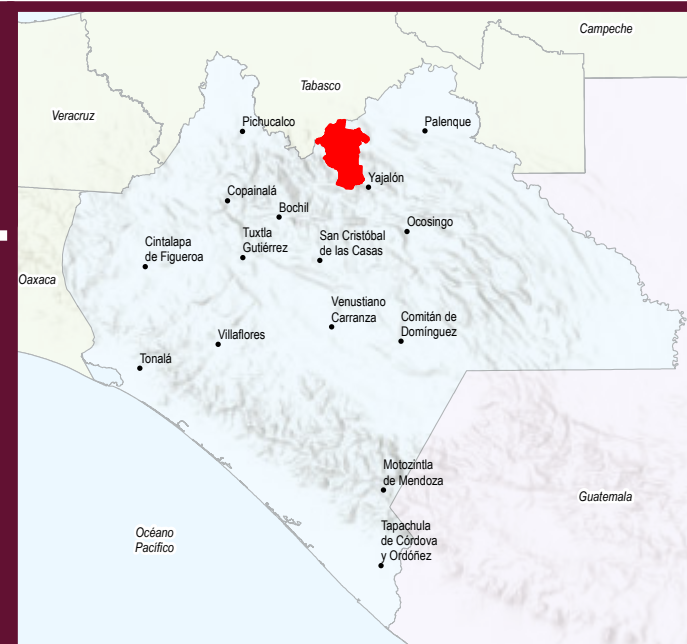 Campeche
Tabasco
Veracruz
Pichucalco
Palenque
Yajalón
Copainalá
Bochil
Ocosingo
Cintalapa
de Figueroa
Tuxtla
Gutiérrez
San Cristóbal
de las Casas
Oaxaca
Venustiano
Carranza
Comitán de
Domínguez
Villaflores
Tonalá
Motozintla
de Mendoza
Guatemala
Océano
Pacífico
Tapachula
de Córdova
y Ordóñez